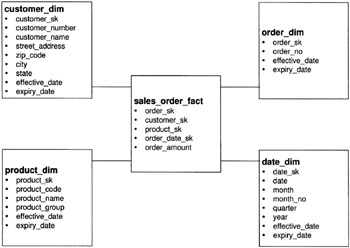 customer_dim
• customer_sk
• customer_number
• customer_name
• street_address
• zip_code
• city
• state
• effective_date
• expiry_date
order_dim
• order_sk
• order_no
• effective_date
• expiry_date
sales_order_fact
• order_sk
• customer_sk
• product_sk
• order_date_sk
• order_amount
product_dim
• product_sk
• product_code
• product_name
• product_group
• effective_date
• expiry_date
date_dim
• date_sk
• date
• month
• month_no
• quarter
• year
• effective_date
• expiry_date